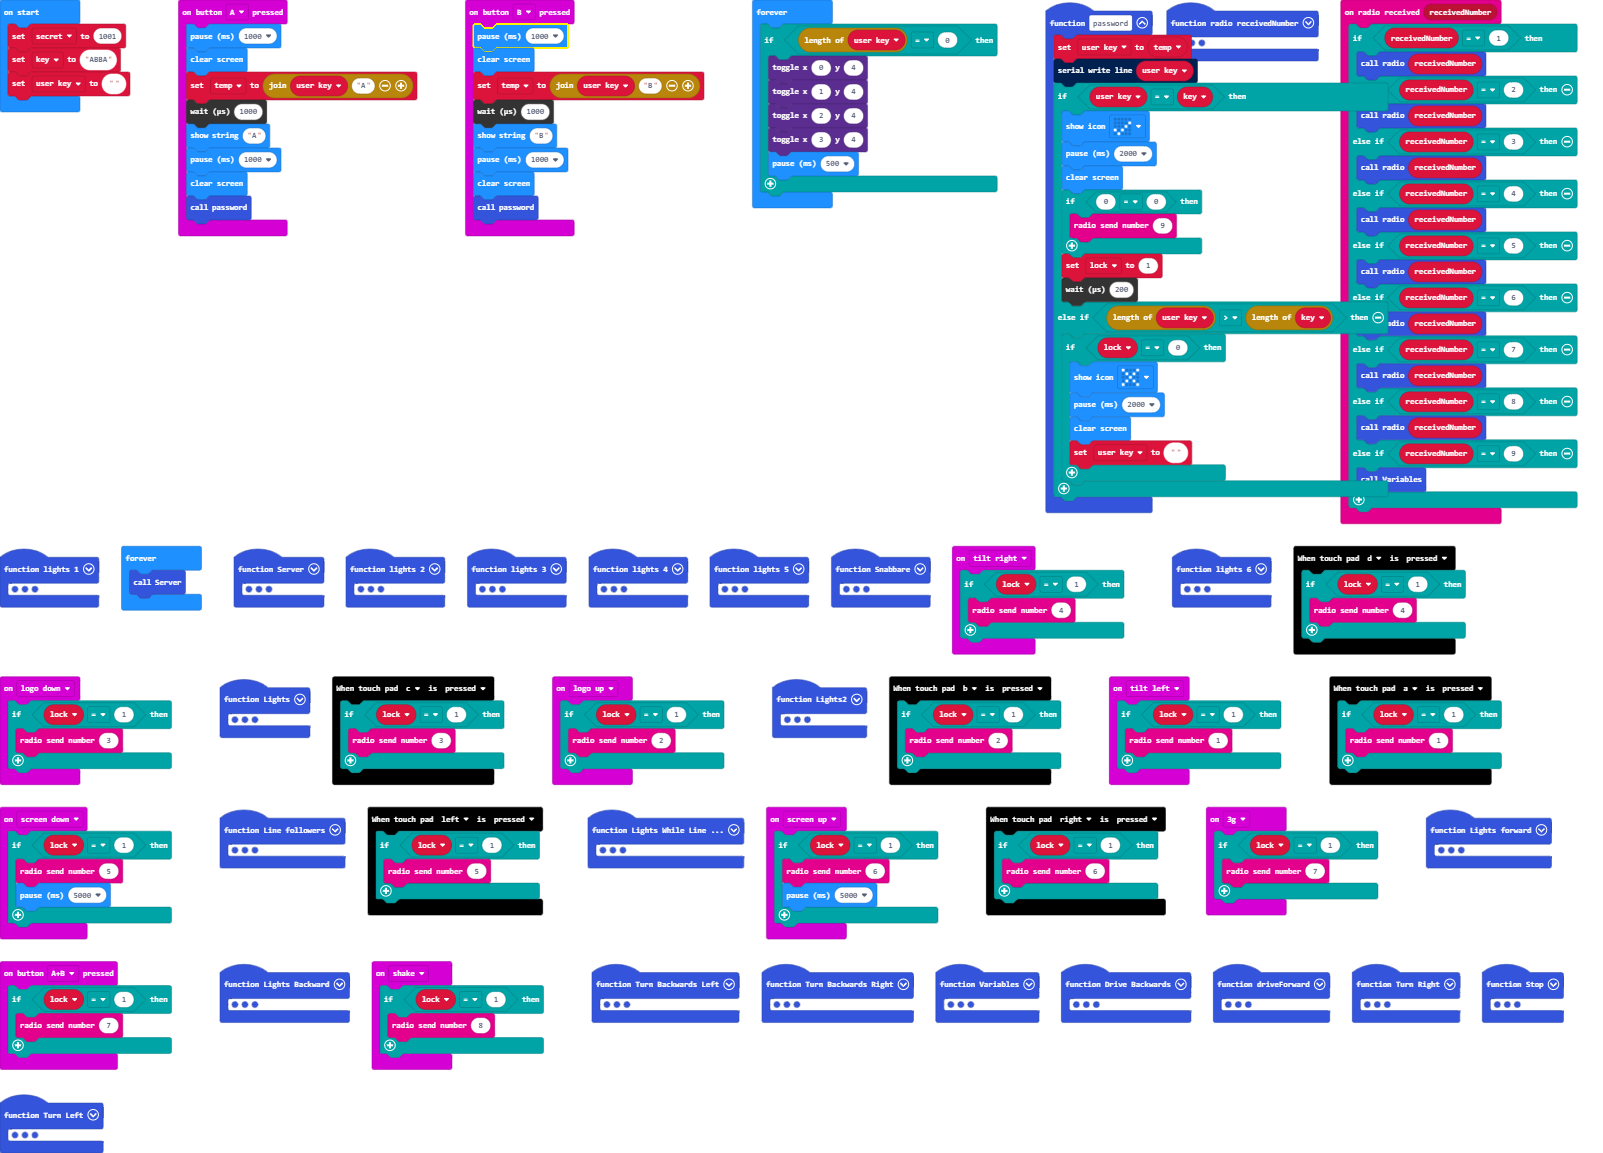 on start
set secret to 1001
set key to "ABBA"
set user key to " "
on button A pressed
pause (ms) 1000
clear screen
set temp to join user key "A"
wait (µs) 1000
show string "A"
pause (ms) 1000
clear screen
call password
on button B pressed
pause (ms) 1000
clear screen
set temp to join user key "B"
wait (µs) 1000
show string "B"
pause (ms) 1000
clear screen
call password
forever
if length of user key = 0 then
toggle x 0 y 4
toggle x 1 y 4
toggle x 2 y 4
toggle x 3 y 4
pause (ms) 500
function password
set user key to temp
serial write line user key
if user key = key then
show icon
pause (ms) 2000
clear screen
if 0 = 0 then
radio send number 9
set lock to 1
wait (µs) 200
else if length of user key > length of key then
if lock = 0 then
show icon
pause (ms) 2000
clear screen
set user key to " "
function radio receivedNumber
on radio received receivedNumber
if receivedNumber = 1 then
call radio receivedNumber
receivedNumber = 2 then
call radio receivedNumber
else if receivedNumber = 3 then
call radio receivedNumber
else if receivedNumber = 4 then
call radio receivedNumber
else if receivedNumber = 5 then
call radio receivedNumber
else if receivedNumber = 6 then
receivedNumber
else if receivedNumber = 7 then
call radio receivedNumber
else if receivedNumber = 8 then
call radio receivedNumber
else if receivedNumber = 9 then
call Variables
function lights 1
forever
call Server
function Server
function lights 2
function lights 3
function lights 4
function lights 5
function Snabbare
on tilt right
if lock = 1 then
radio send number 4
function lights 6
When touch pad d is pressed
if lock = 1 then
radio send number 4
on logo down
if lock = 1 then
radio send number 3
function Lights
When touch pad c is pressed
if lock = 1 then
radio send number 3
on logo up
if lock = 1 then
radio send number 2
function Lights2
When touch pad b is pressed
if lock = 1 then
radio send number 2
on tilt left
if lock = 1 then
radio send number 1
When touch pad a is pressed
if lock = 1 then
radio send number 1
on screen down
if lock = 1 then
radio send number 5
pause (ms) 5000
function Line followers
When touch pad left is pressed
if lock = 1 then
radio send number 5
function Lights While Line ...
on screen up
if lock = 1 then
radio send number 6
pause (ms) 5000
When touch pad right is pressed
if lock = 1 then
radio send number 6
on 3g
if lock = 1 then
radio send number 7
function Lights forward
on button A+B pressed
if lock = 1 then
radio send number 7
function Lights Backward
on shake
if lock = 1 then
radio send number 8
function Turn Backwards Left
function Turn Backwards Right
function Variables
function Drive Backwards
function driveForward
function Turn Right
function Stop
function Turn Left